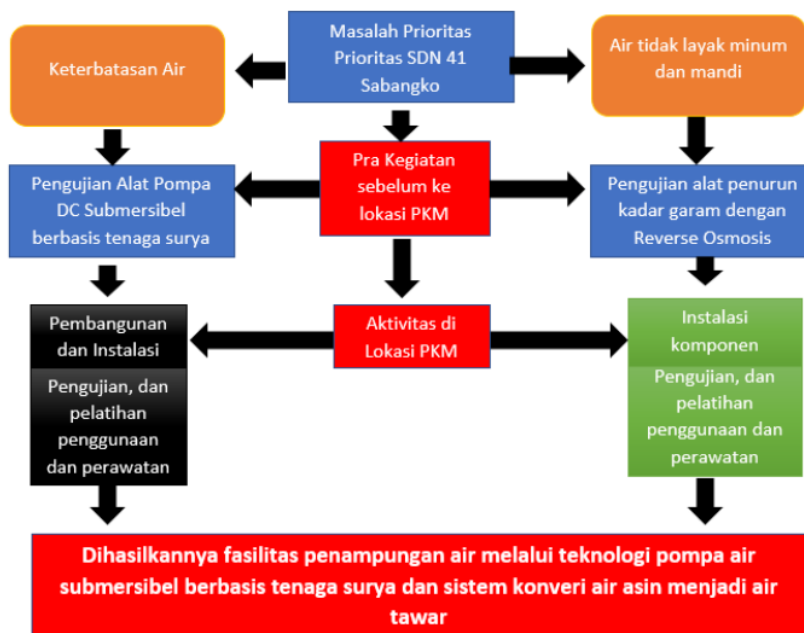 Masalah Prioritas
Prioritas SDN 41
Sabangko
Keterbatasan Air
Air tidak layak minum
dan mandi
Pra Kegiatan
sebelum ke
lokasi PKM
Pengujian Alat Pompa
DC Submersibel
berbasis tenaga surya
Pengujian alat penurun
kadar garam dengan
Reverse Osmosis
Aktivitas di
Lokasi PKM
Pembangunan
dan Instalasi
Pengujian, dan
pelatihan
penggunaan
dan perawatan
Instalasi
komponen
Pengujian, dan
pelatihan
penggunaan dan
perawatan
Dihasilkannya fasilitas penampungan air melalui teknologi pompa air
submersibel berbasis tenaga surya dan sistem konveri air asin menjadi air
tawar